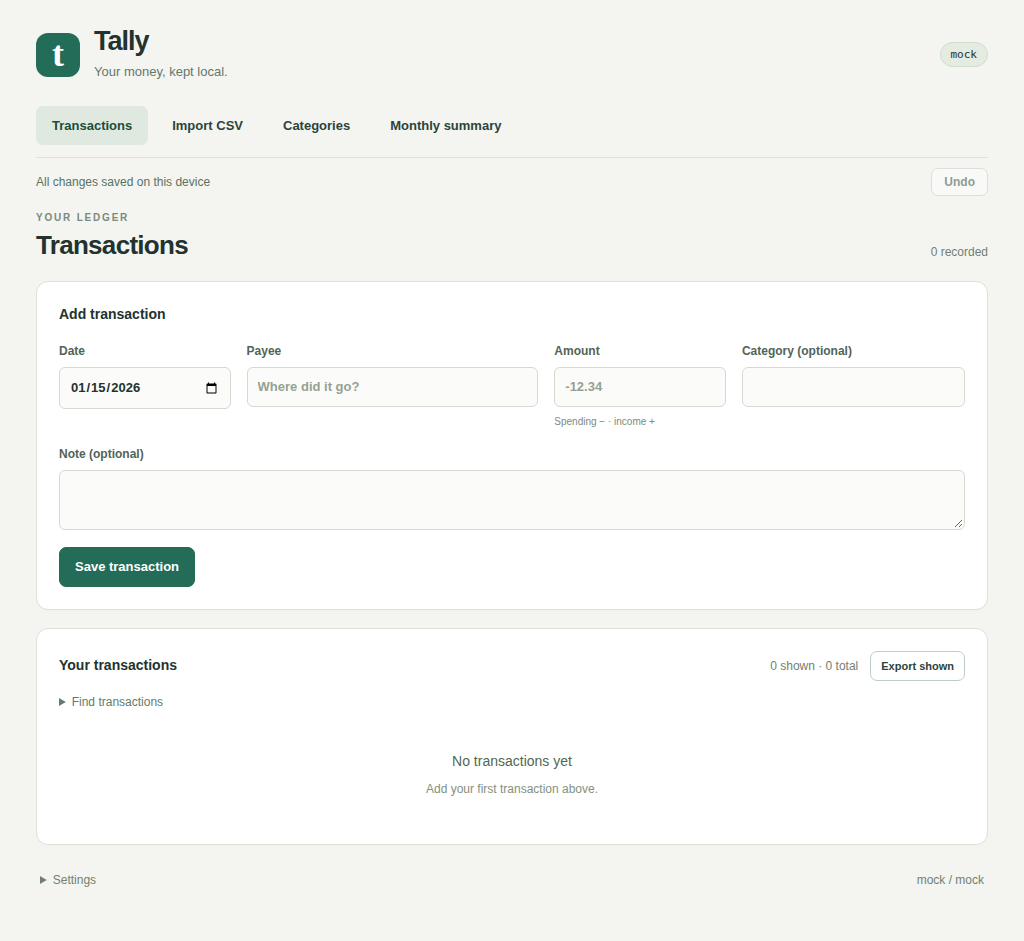 t
Tally
Your money, kept local.
mock
Transactions
Import CSV
Categories
Monthly summary
All changes saved on this device
Undo
YOUR LEDGER
Transactions
0 recorded
Add transaction
Date
Payee
Amount
Category (optional)
01/15/2026
Where did it go?
-12.34
Spending − · income +
Note (optional)
Save transaction
Your transactions
0 shown · 0 total
Export shown
Find transactions
No transactions yet
Add your first transaction above.
Settings
mock / mock